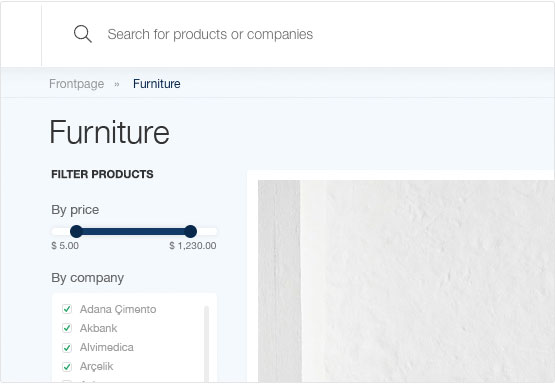 Search for products or companies
Frontpage » Furniture
Furniture
FILTER PRODUCTS
By price
$ 5.00 $ 1,230.00
By company
Adana Çimento
Akbank
Alvimedica
Arçelik